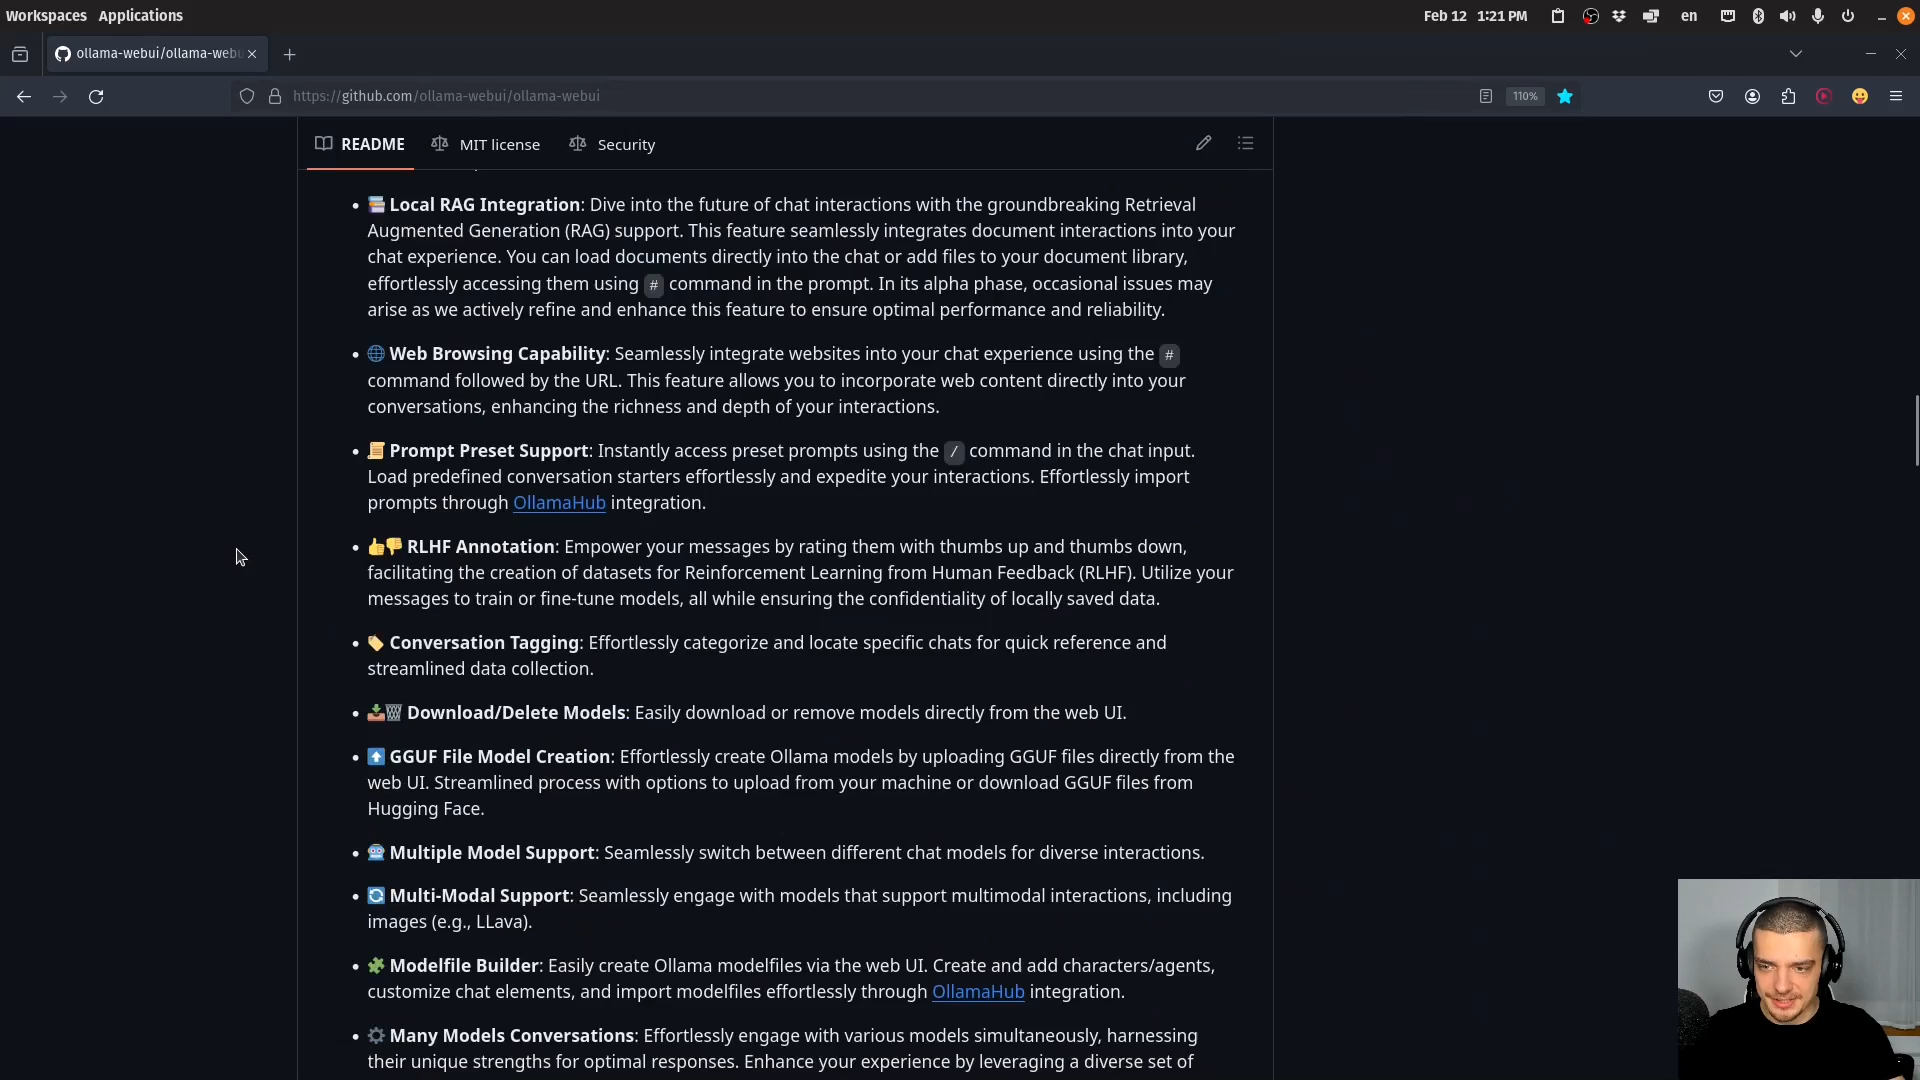 Workspaces Applications
Feb 12 1:21 PM
en
ollama-webui/ollama-webu
https://github.com/ollama-webui/ollama-webui
110%
README
MIT license
Security
Local RAG Integration: Dive into the future of chat interactions with the groundbreaking Retrieval
Augmented Generation (RAG) support. This feature seamlessly integrates document interactions into your
chat experience. You can load documents directly into the chat or add files to your document library,
effortlessly accessing them using # command in the prompt. In its alpha phase, occasional issues may
arise as we actively refine and enhance this feature to ensure optimal performance and reliability.
Web Browsing Capability: Seamlessly integrate websites into your chat experience using the #
command followed by the URL. This feature allows you to incorporate web content directly into your
conversations, enhancing the richness and depth of your interactions.
Prompt Preset Support: Instantly access preset prompts using the / command in the chat input.
Load predefined conversation starters effortlessly and expedite your interactions. Effortlessly import
prompts through OllamaHub integration.
RLHF Annotation: Empower your messages by rating them with thumbs up and thumbs down,
facilitating the creation of datasets for Reinforcement Learning from Human Feedback (RLHF). Utilize your
messages to train or fine-tune models, all while ensuring the confidentiality of locally saved data.
Conversation Tagging: Effortlessly categorize and locate specific chats for quick reference and
streamlined data collection.
Download/Delete Models: Easily download or remove models directly from the web UI.
GGUF File Model Creation: Effortlessly create Ollama models by uploading GGUF files directly from the
web UI. Streamlined process with options to upload from your machine or download GGUF files from
Hugging Face.
Multiple Model Support: Seamlessly switch between different chat models for diverse interactions.
Multi-Modal Support: Seamlessly engage with models that support multimodal interactions, including
images (e.g., LLava).
Modelfile Builder: Easily create Ollama modelfiles via the web UI. Create and add characters/agents,
customize chat elements, and import modelfiles effortlessly through OllamaHub integration.
Many Models Conversations: Effortlessly engage with various models simultaneously, harnessing
their unique strengths for optimal responses. Enhance your experience by leveraging a diverse set of